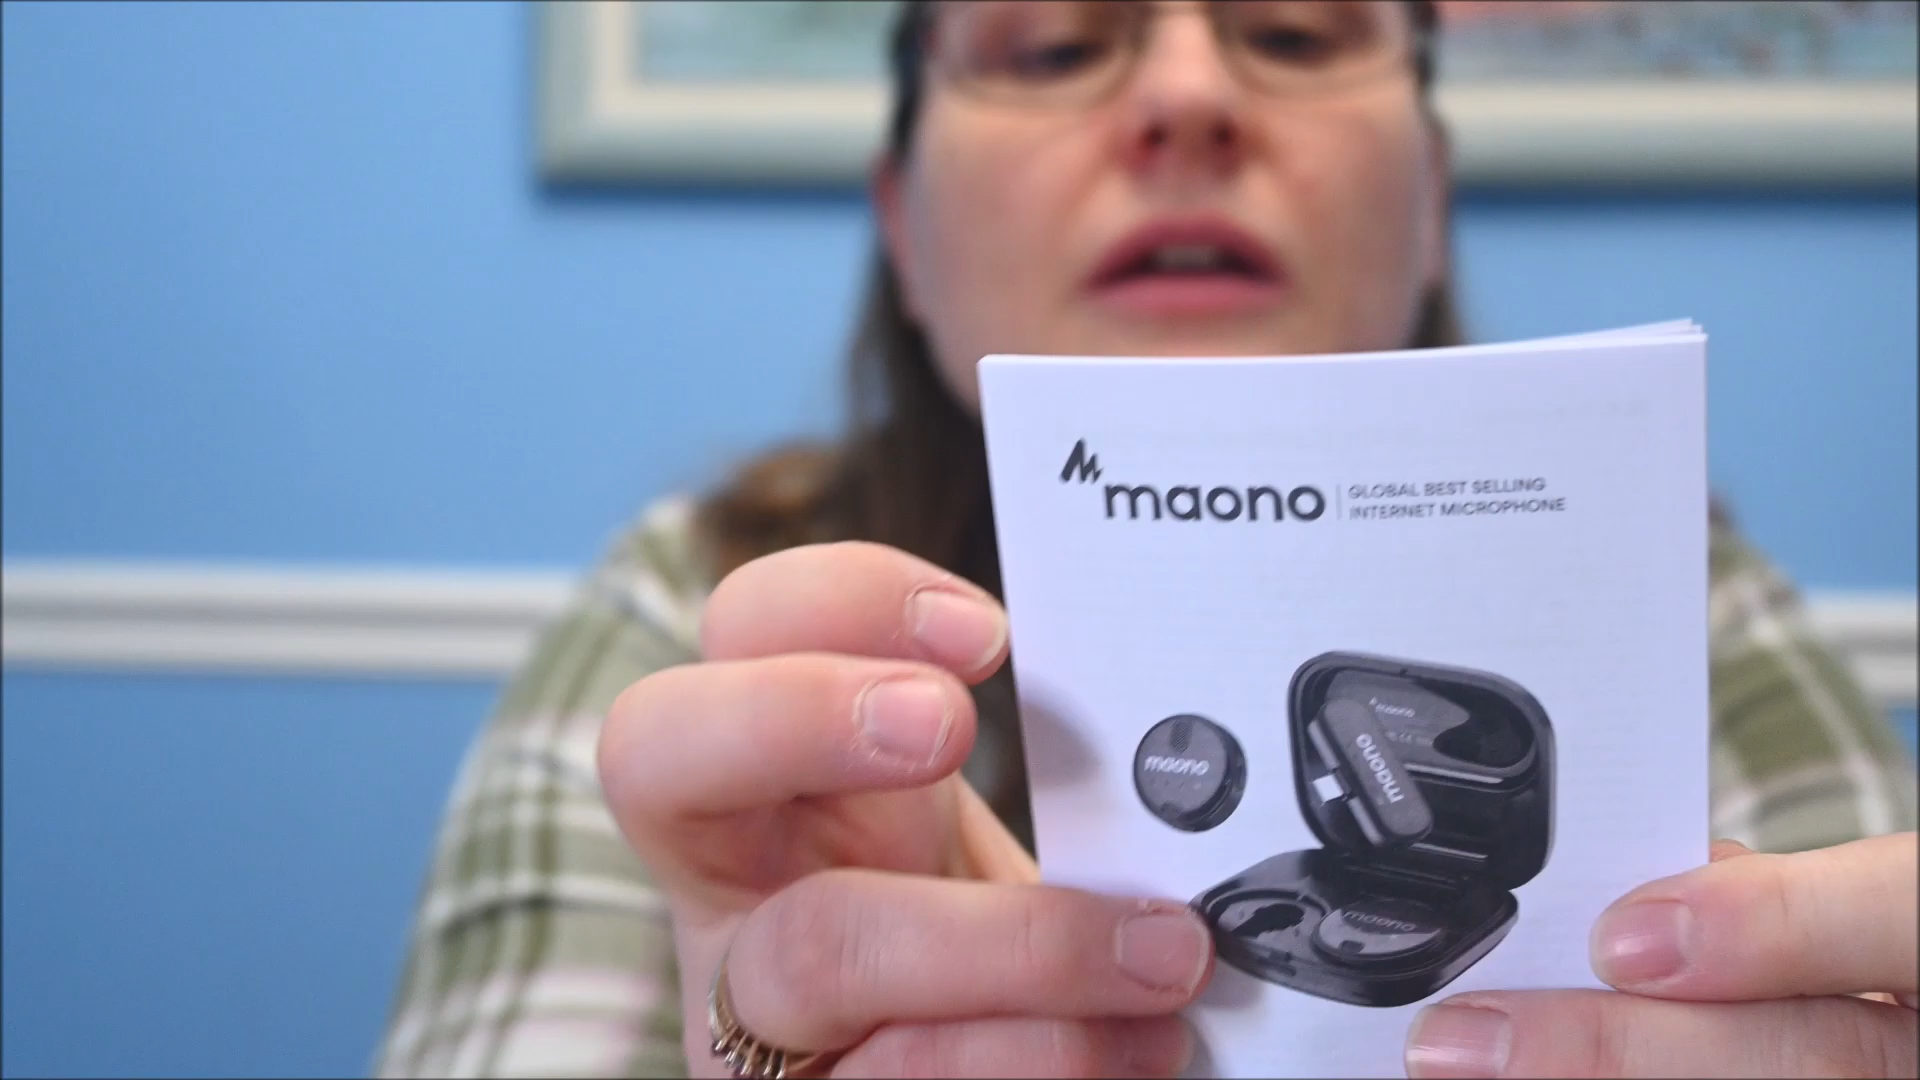 maono
GLOBAL BEST SELLING
INTERNET MICROPHONE
maono
maono
maono
maono